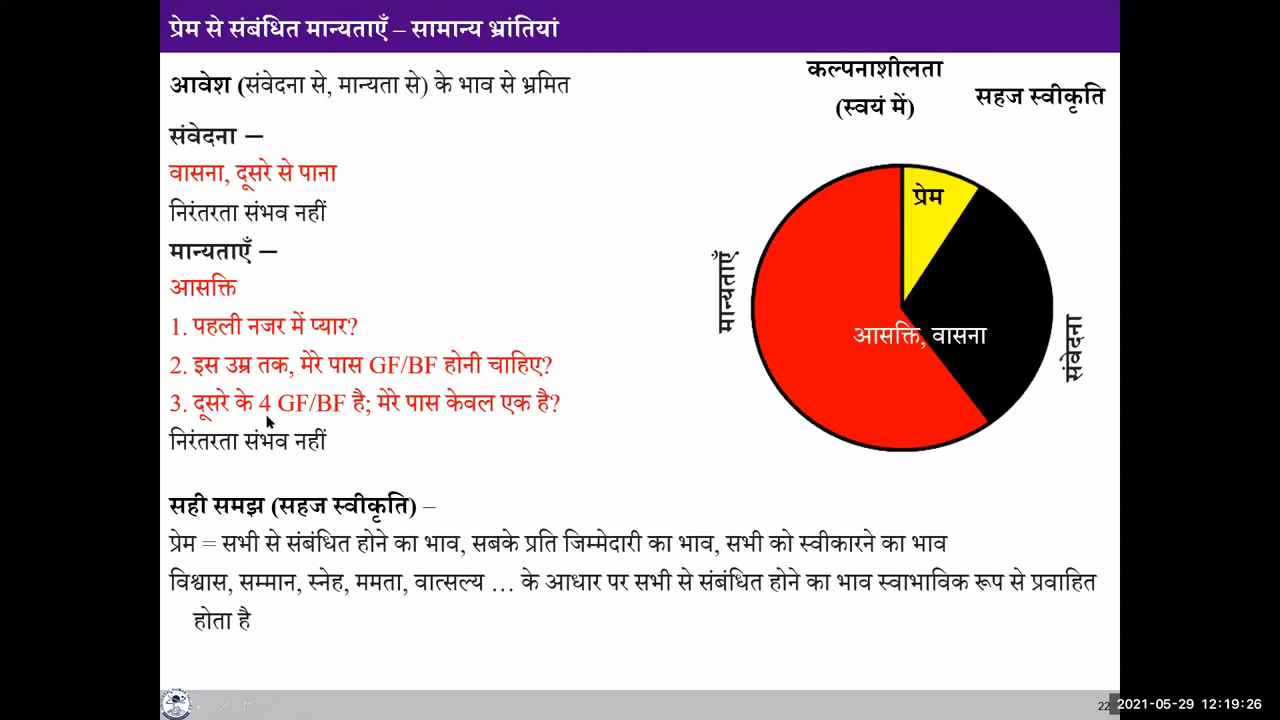 प्रेम से संबंधित मान्यताएँ – सामान्य भ्रांतियां
आवेश (संवेदना से, मान्यता से) के भाव से भ्रमित
संवेदना –
वासना, दूसरे से पाना
निरंतरता संभव नहीं
मान्यताएँ –
आसक्ति
1. पहली नजर में प्यार?
2. इस उम्र तक, मेरे पास GF/BF होनी चाहिए?
3. दूसरे के 4 GF/BF है; मेरे पास केवल एक है?
निरंतरता संभव नहीं
सही समझ (सहज स्वीकृति) –
प्रेम = सभी से संबंधित होने का भाव, सबके प्रति जिम्मेदारी का भाव, सभी को स्वीकारने का भाव
विश्वास, सम्मान, स्नेह, ममता, वात्सल्य … के आधार पर सभी से संबंधित होने का भाव स्वाभाविक रूप से प्रवाहित
होता है
कल्पनाशीलता
(स्वयं में)
सहज स्वीकृति
प्रेम
मान्यताएँ
आसक्ति, वासना
संवेदना
22
2021-05-29 12:19:26